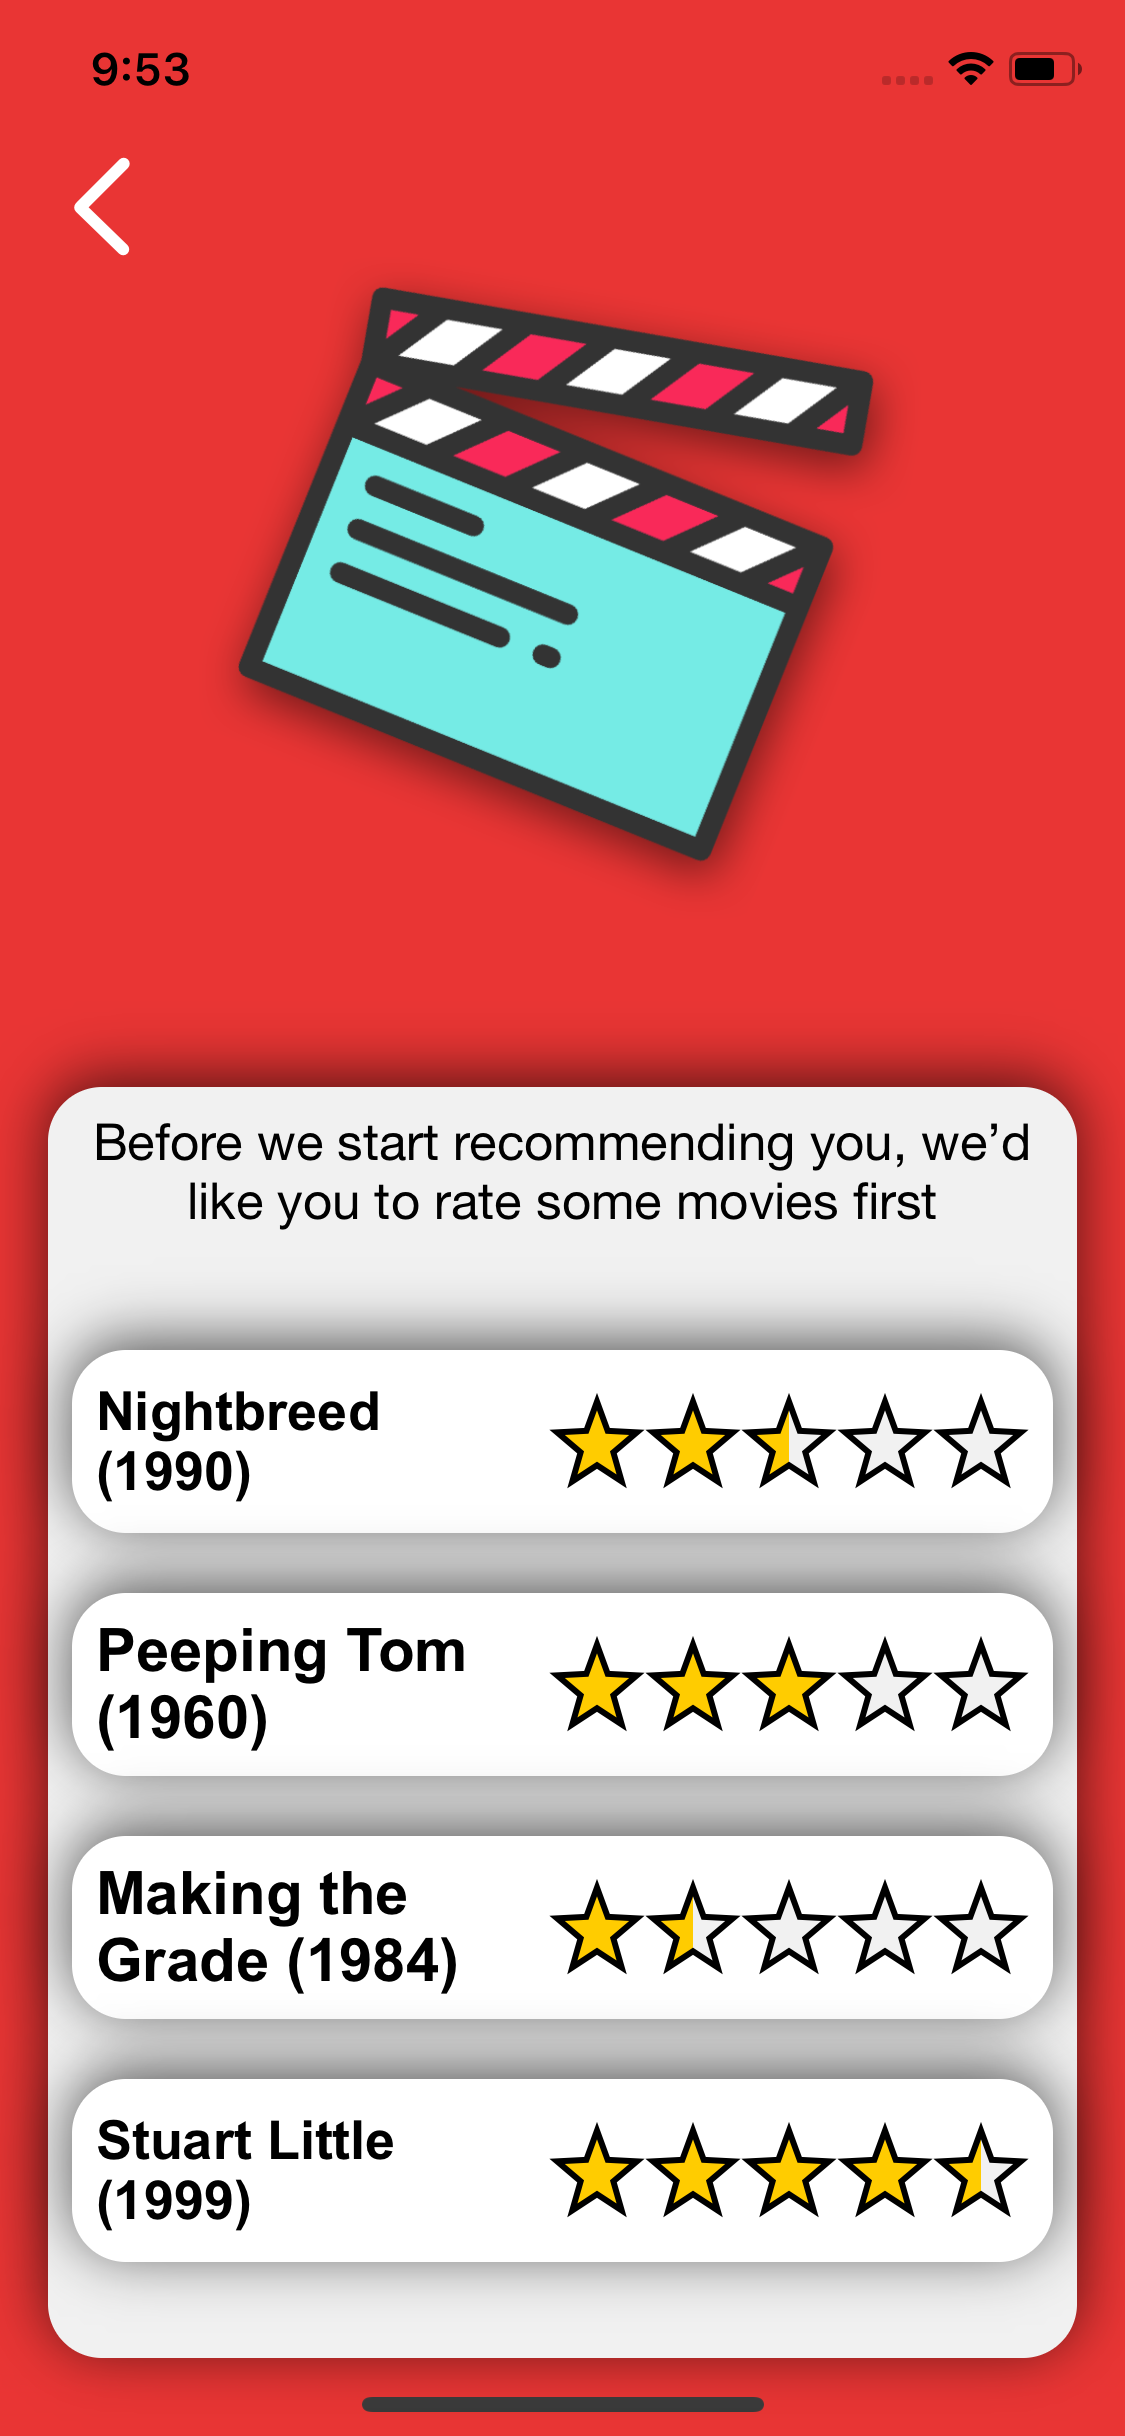 9:53
Before we start recommending you, we’d
like you to rate some movies first
Nightbreed
(1990)
Peeping Tom
(1960)
Making the
Grade (1984)
Stuart Little
(1999)